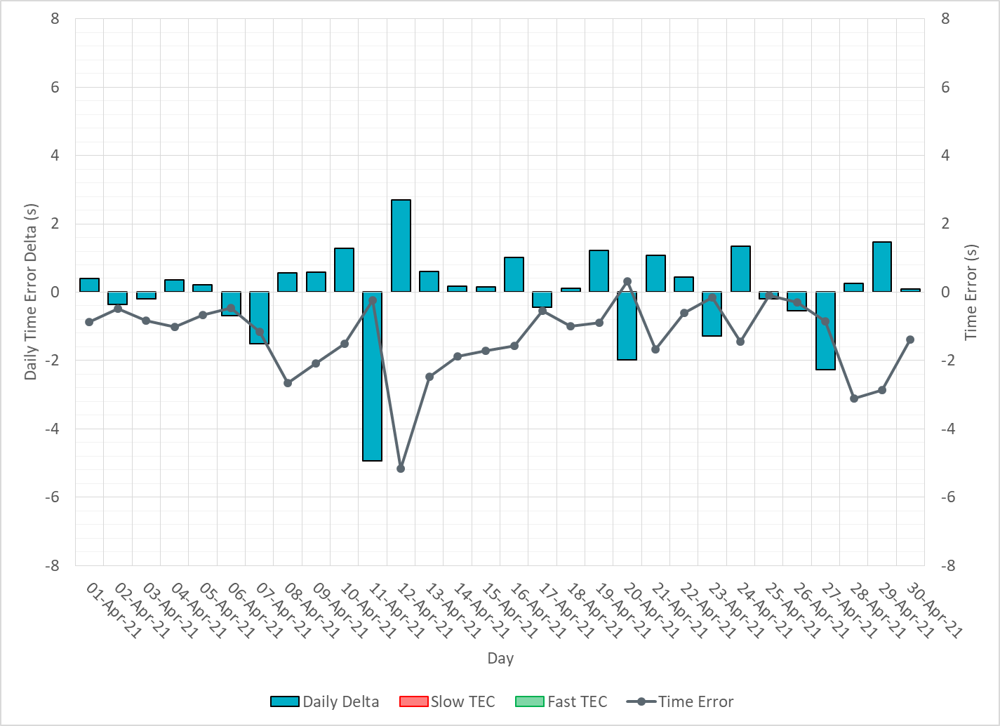 8
6
4
2
0
-2
-4
-6
-8
Daily Time Error Delta (s)
8
6
4
2
0
-2
-4
-6
-8
Time Error (s)
01-Apr-21
02-Apr-21
03-Apr-21
04-Apr-21
05-Apr-21
06-Apr-21
07-Apr-21
08-Apr-21
09-Apr-21
10-Apr-21
11-Apr-21
12-Apr-21
13-Apr-21
14-Apr-21
15-Apr-21
16-Apr-21
17-Apr-21
18-Apr-21
19-Apr-21
20-Apr-21
21-Apr-21
22-Apr-21
23-Apr-21
24-Apr-21
25-Apr-21
26-Apr-21
27-Apr-21
28-Apr-21
29-Apr-21
30-Apr-21
Day
Daily Delta Slow TEC Fast TEC Time Error